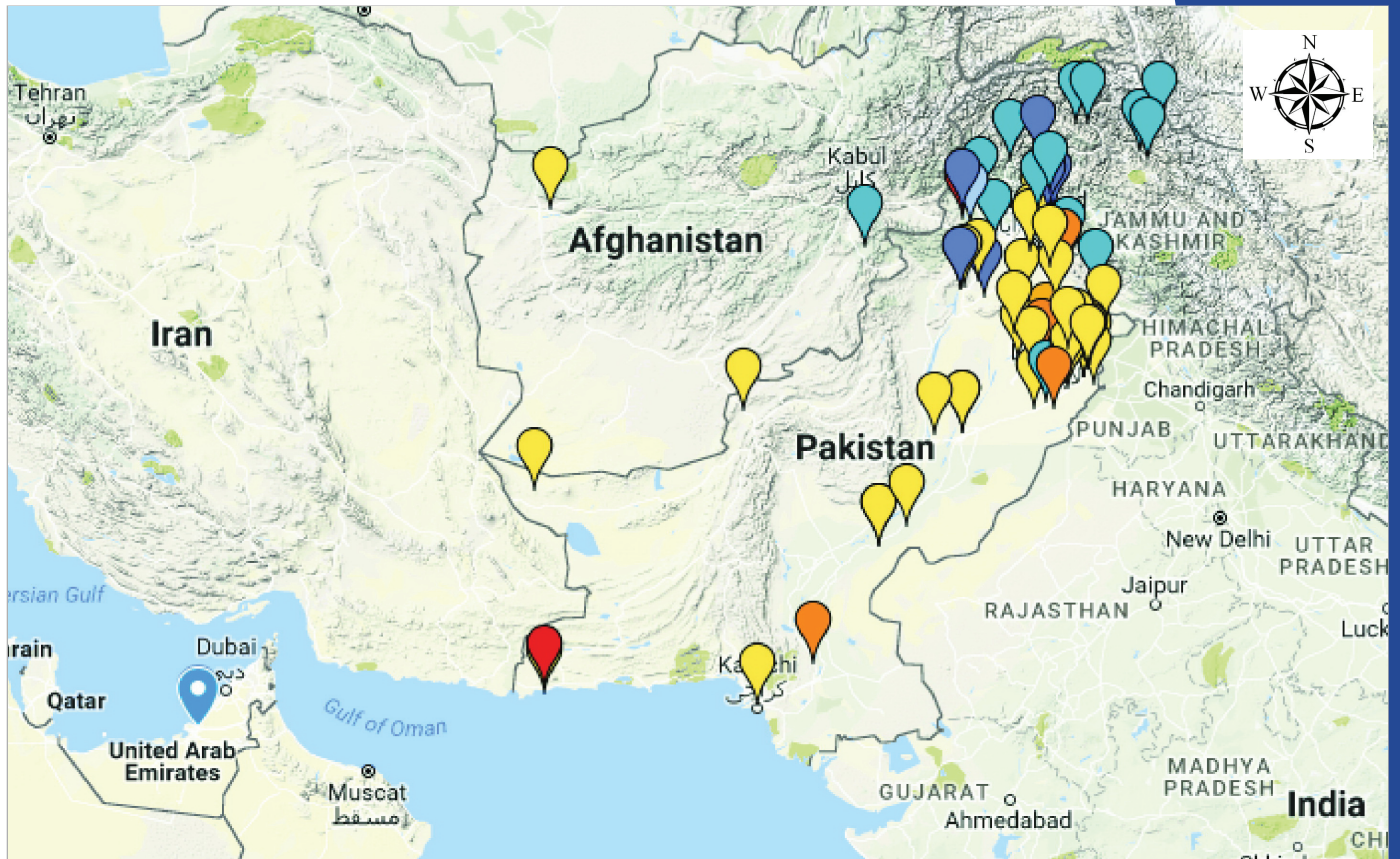 N
W
E
S
Tehran
تهران
Kabul
كابل
Afghanistan
JAMMU AND
KASHMIR
Iran
HIMACHAL
PRADESH
Chandigarh
PUNJAB
UTTARAKHAND
Pakistan
HARYANA
New Delhi
UTTAR
PRADESH
Jaipur
RAJASTHAN
Luck
ersian Gulf
Dubai
دبي
rain
Qatar
Gulf of Oman
United Arab
Emirates
Muscat
مسقط
MADHYA
PRADESH
GUJARAT
Ahmedabad
India